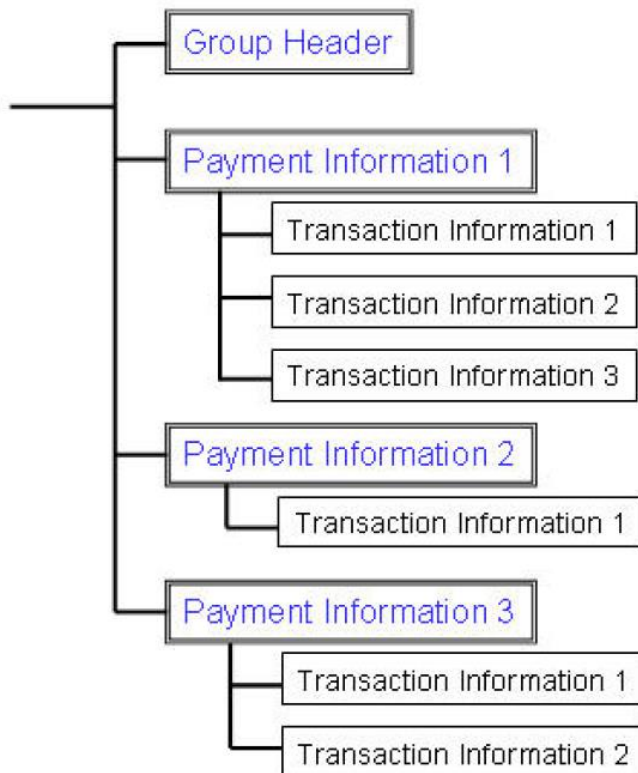 Group Header
Payment Information 1
Transaction Information 1
Transaction Information 2
Transaction Information 3
Payment Information 2
Transaction Information 1
Payment Information 3
Transaction Information 1
Transaction Information 2